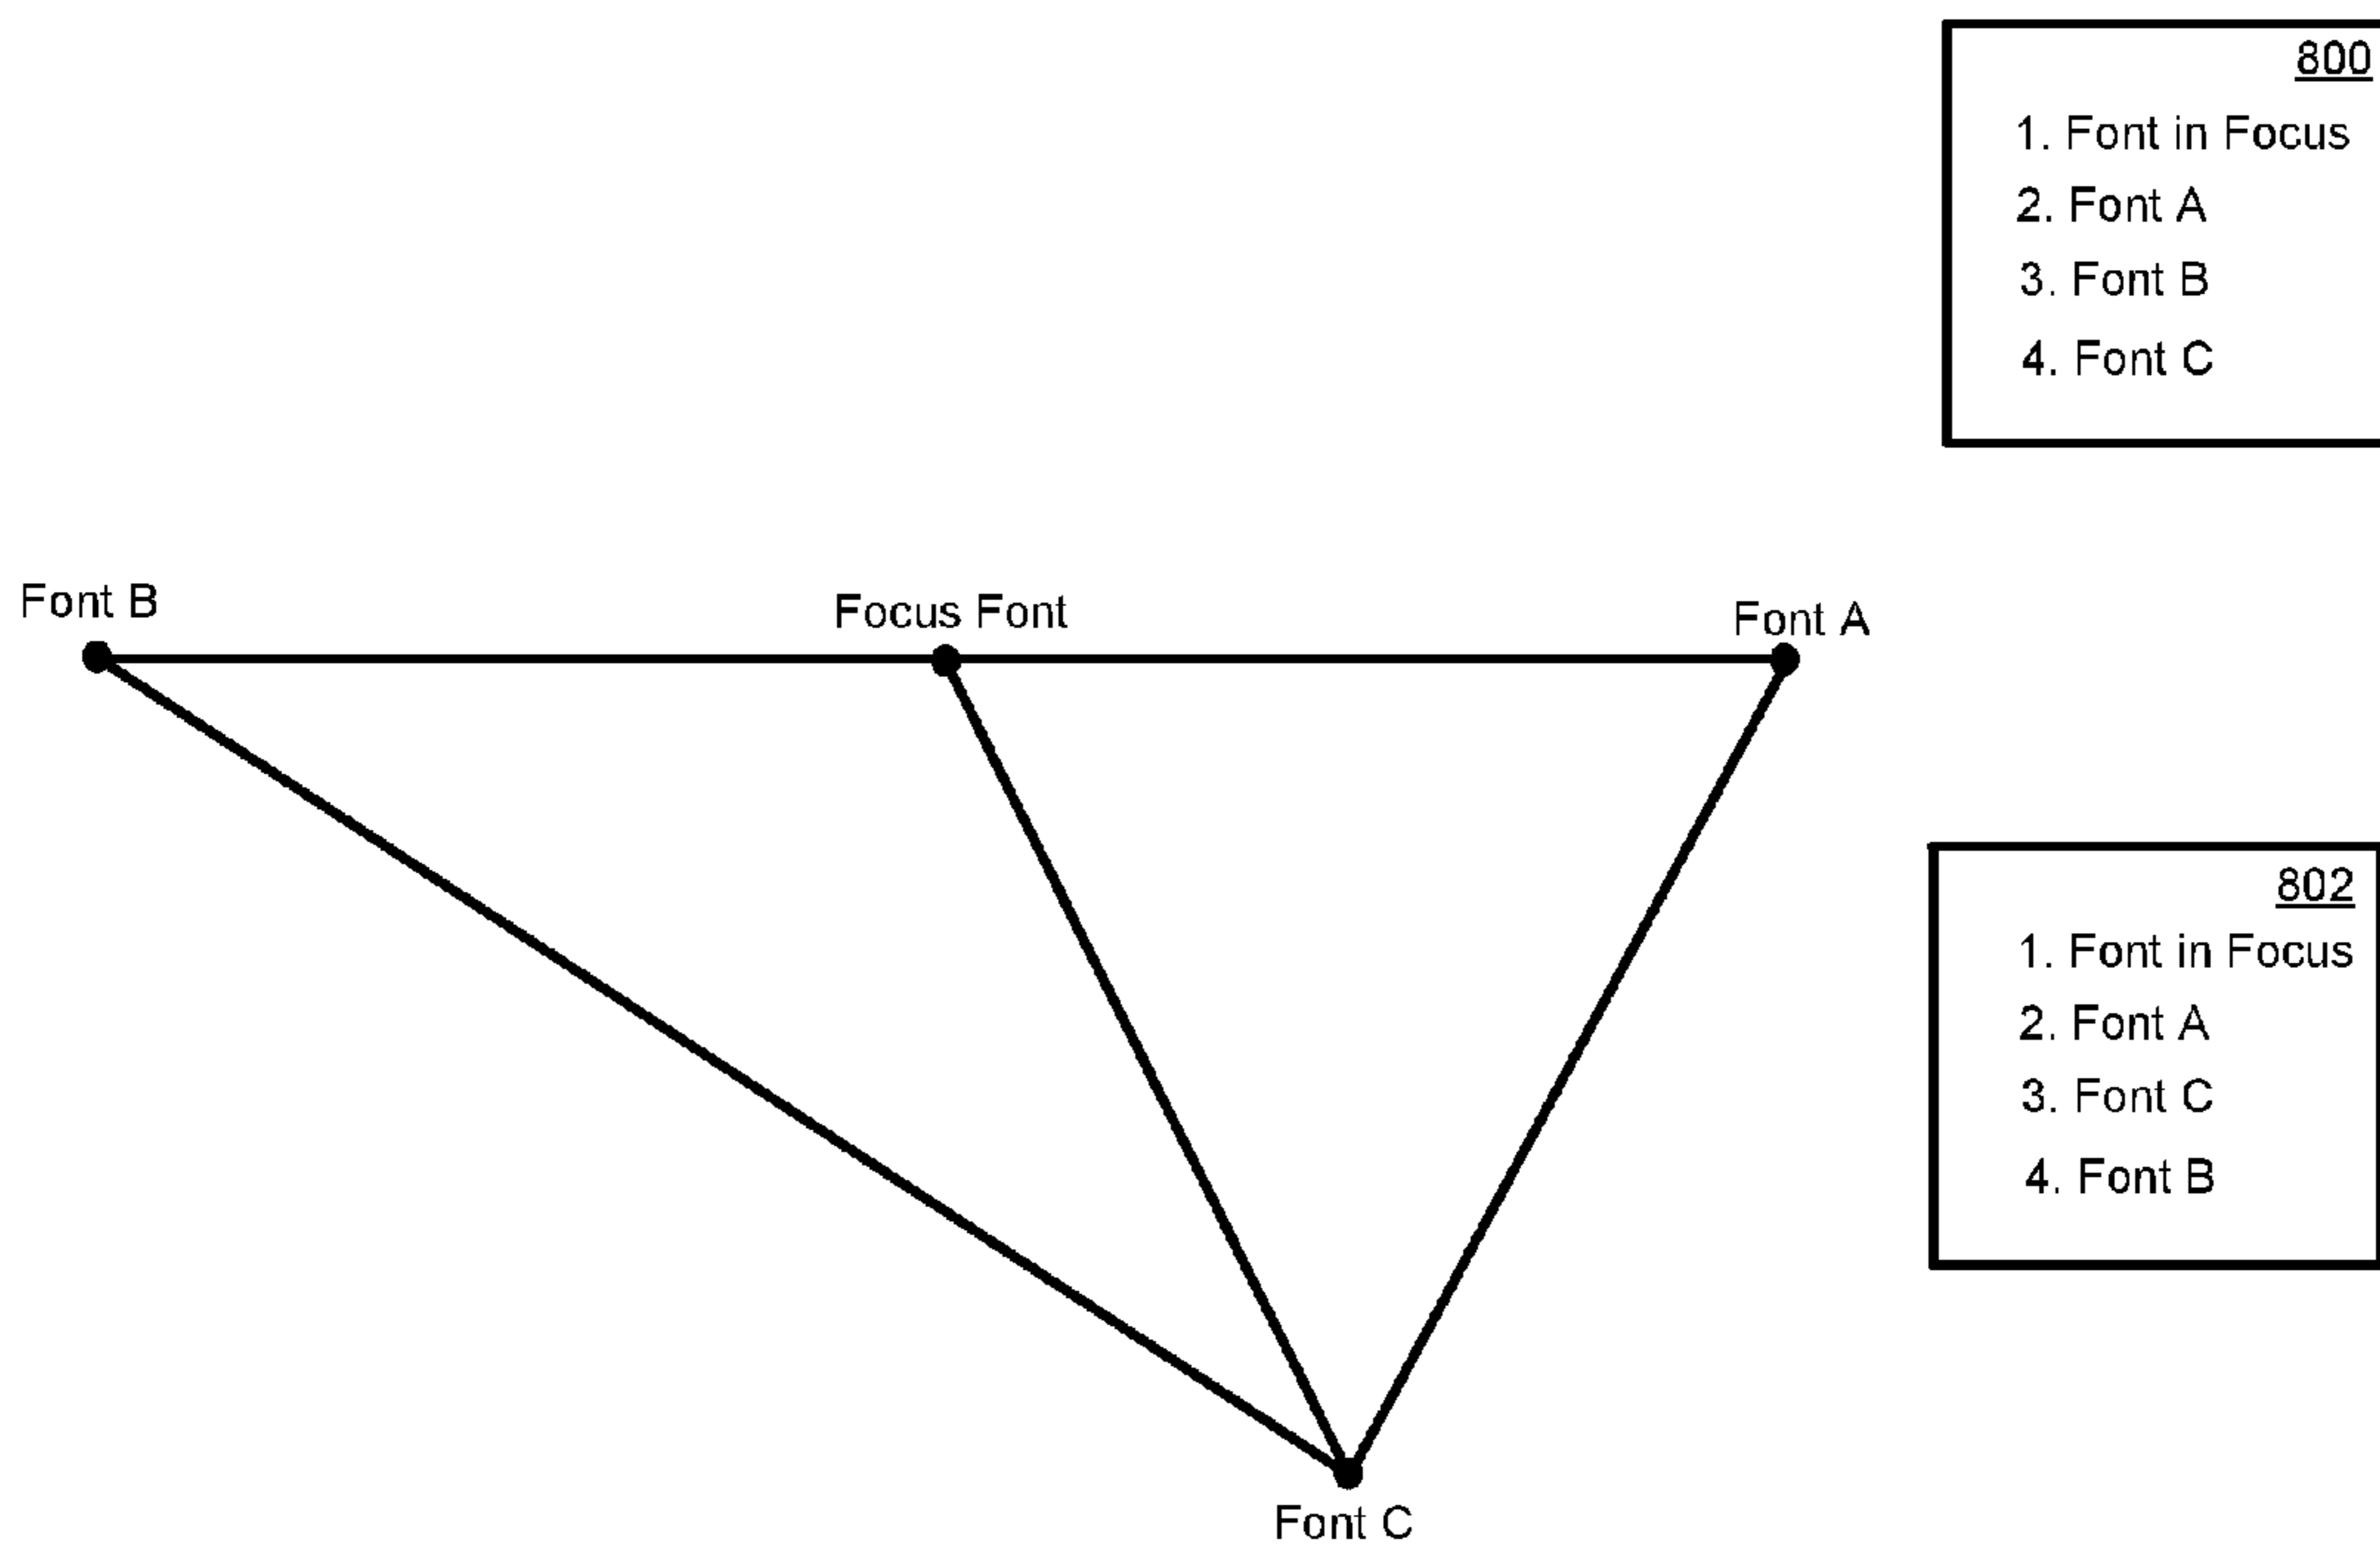 800
1. Font in Focus
2. Font A
3. Font B
4. Font C
Font B
Focus Font
Font A
802
1. Font in Focus
2. Font A
3. Font C
4. Font B
Font C